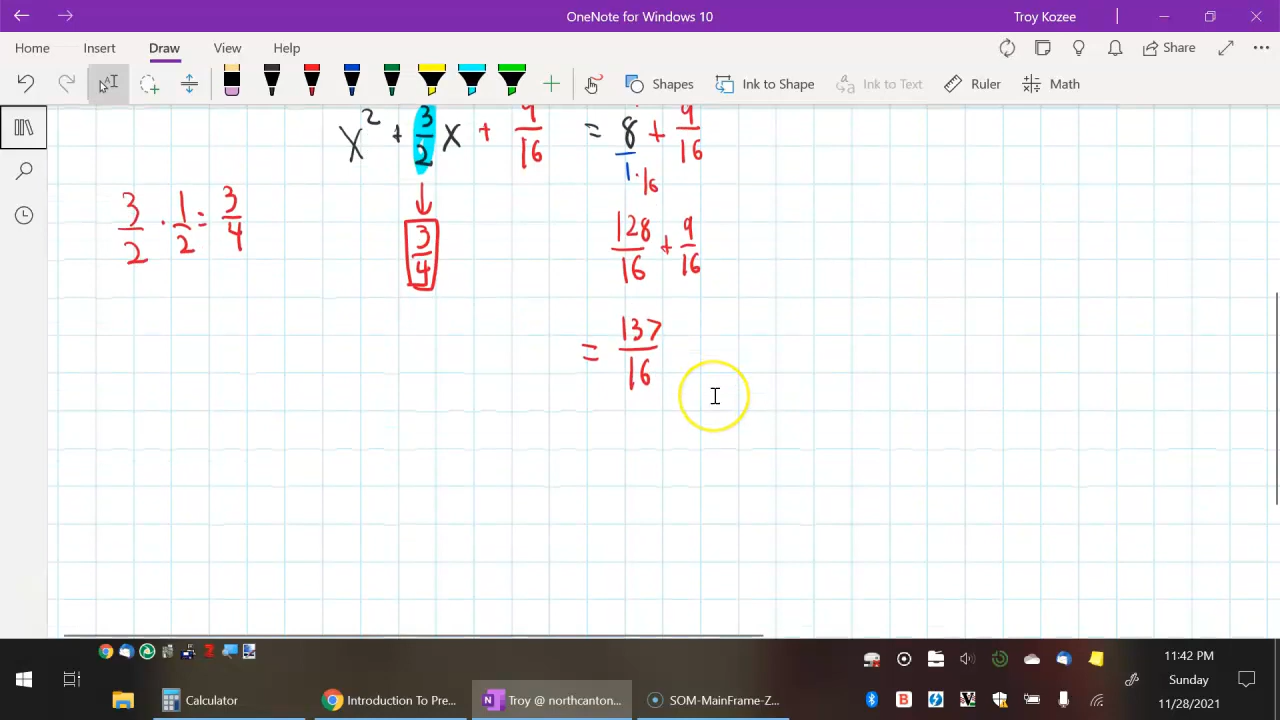 OneNote for Windows 10
Troy Kozee
Home Insert Draw View Help
Share
Shapes Ink to Shape Ink to Text Ruler Math
x² + 3/2 x + 9/16 = 8/1 + 9/16
· 16
3/2 · 1/2 = 3/4
3/4
128/16 + 9/16
= 137/16
11:42 PM
Sunday
Calculator Introduction To Pre... Troy @ northcanton... SOM-MainFrame-Z...
11/28/2021